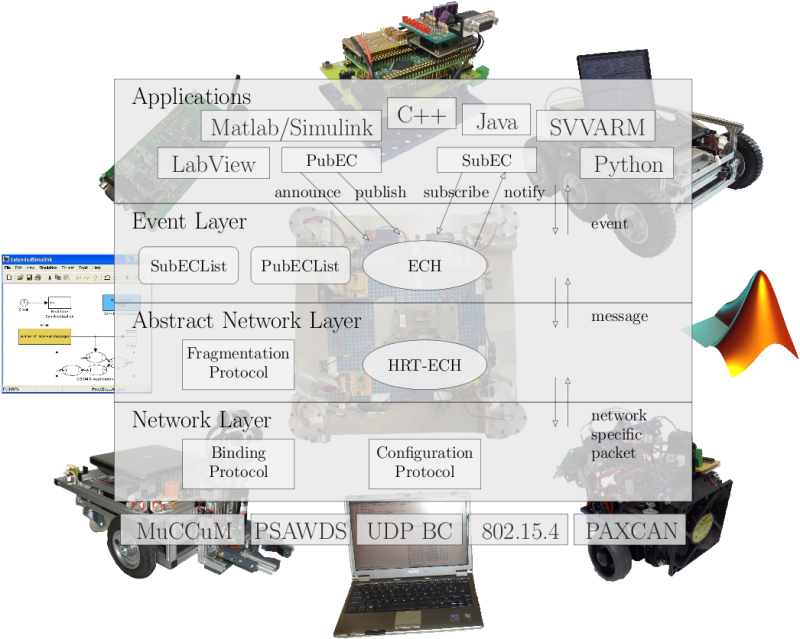 Applications
C++
Matlab/Simulink
Java
SVVARM
LabView
PubEC
SubEC
Python
announce publish subscribe notify
Event Layer
event
SubECList
PubECList
ECH
Abstract Network Layer
message
Fragmentation
Protocol
HRT-ECH
Network Layer
network
specific
packet
Binding
Protocol
Configuration
Protocol
MuCCuM
PSAWDS
UDP BC
802.15.4
PAXCAN